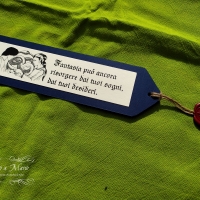 Fantasia può ancora
risorgere dai tuoi sogni,
dai tuoi desideri.